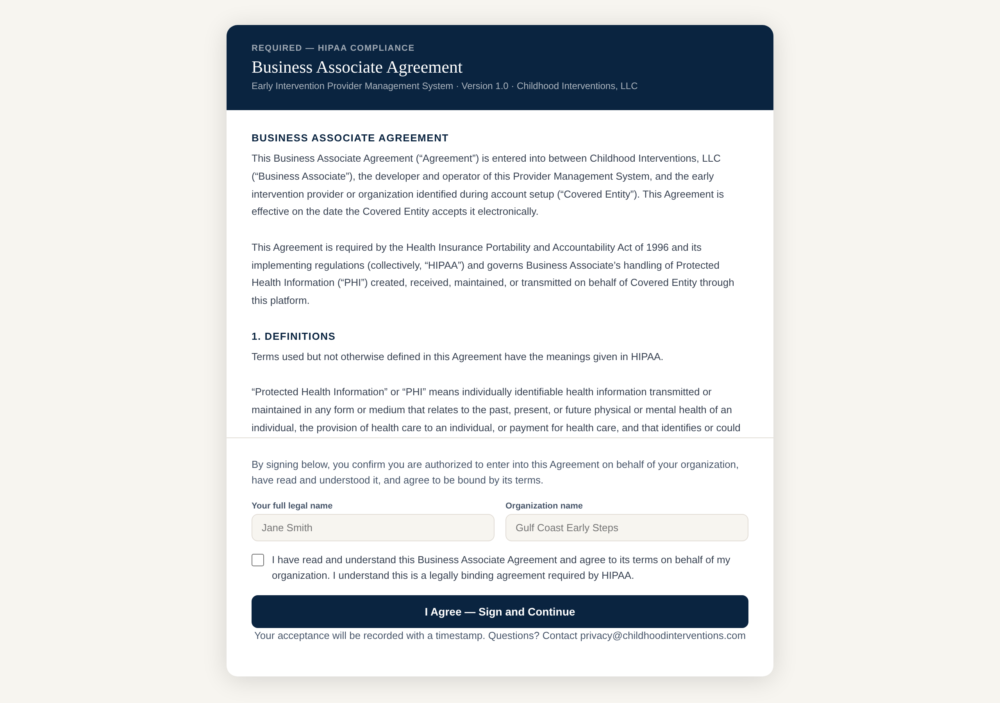 REQUIRED — HIPAA COMPLIANCE
Business Associate Agreement
Early Intervention Provider Management System · Version 1.0 · Childhood Interventions, LLC
BUSINESS ASSOCIATE AGREEMENT
This Business Associate Agreement (“Agreement”) is entered into between Childhood Interventions, LLC
(“Business Associate”), the developer and operator of this Provider Management System, and the early
intervention provider or organization identified during account setup (“Covered Entity”). This Agreement is
effective on the date the Covered Entity accepts it electronically.
This Agreement is required by the Health Insurance Portability and Accountability Act of 1996 and its
implementing regulations (collectively, “HIPAA”) and governs Business Associate’s handling of Protected
Health Information (“PHI”) created, received, maintained, or transmitted on behalf of Covered Entity through
this platform.
1. DEFINITIONS
Terms used but not otherwise defined in this Agreement have the meanings given in HIPAA.
“Protected Health Information” or “PHI” means individually identifiable health information transmitted or
maintained in any form or medium that relates to the past, present, or future physical or mental health of an
individual, the provision of health care to an individual, or payment for health care, and that identifies or could
By signing below, you confirm you are authorized to enter into this Agreement on behalf of your organization,
have read and understood it, and agree to be bound by its terms.
Your full legal name
Organization name
Jane Smith
Gulf Coast Early Steps
I have read and understand this Business Associate Agreement and agree to its terms on behalf of my
organization. I understand this is a legally binding agreement required by HIPAA.
I Agree — Sign and Continue
Your acceptance will be recorded with a timestamp. Questions? Contact privacy@childhoodinterventions.com